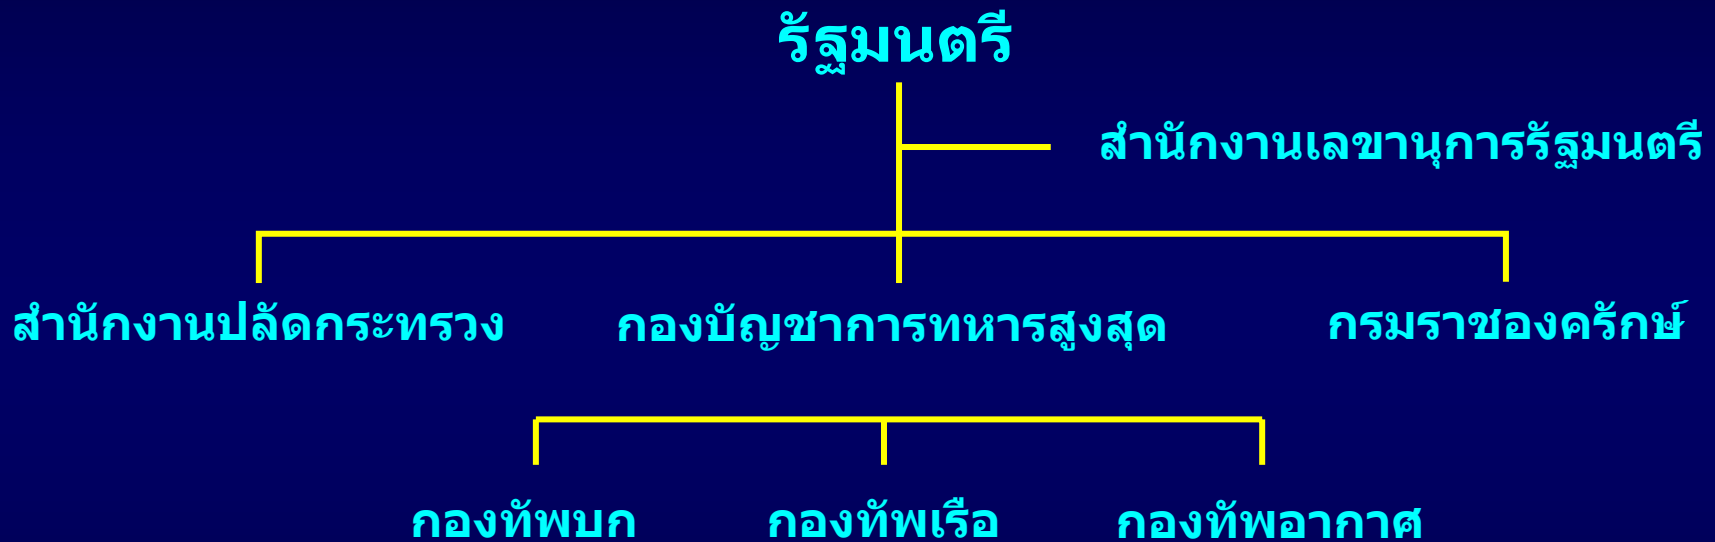 รัฐมนตรี
สำนักงานเลขานุการรัฐมนตรี
สำนักงานปลัดกระทรวง
กองบัญชาการทหารสูงสุด
กรมราชองครักษ์
กองทัพบก
กองทัพเรือ
กองทัพอากาศ